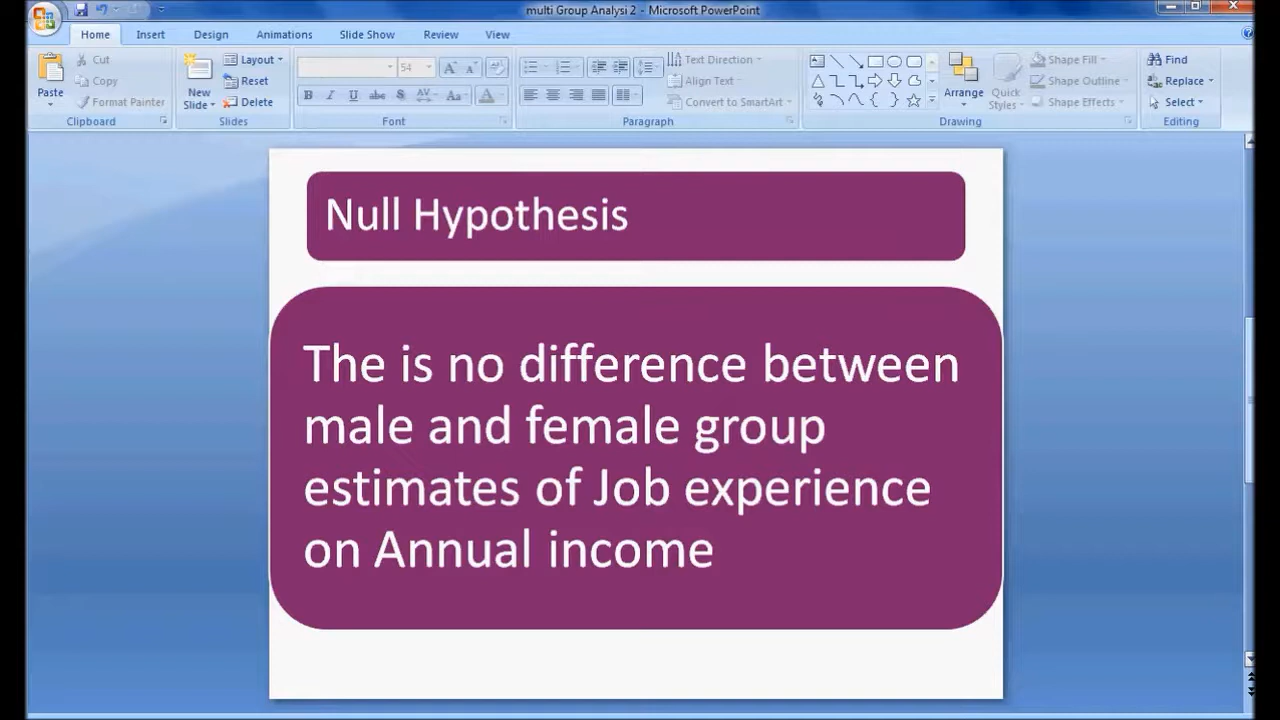 multi Group Analysi 2 - Microsoft PowerPoint
Home Insert Design Animations Slide Show Review View
Paste
Cut
Copy
Format Painter
Clipboard
New
Slide
Layout
Reset
Delete
Slides
54
B I U abc S AV Aa A
Font
Text Direction
Align Text
Convert to SmartArt
Paragraph
Arrange
Quick
Styles
Shape Fill
Shape Outline
Shape Effects
Drawing
Find
Replace
Select
Editing
Null Hypothesis
The is no difference between
male and female group
estimates of Job experience
on Annual income